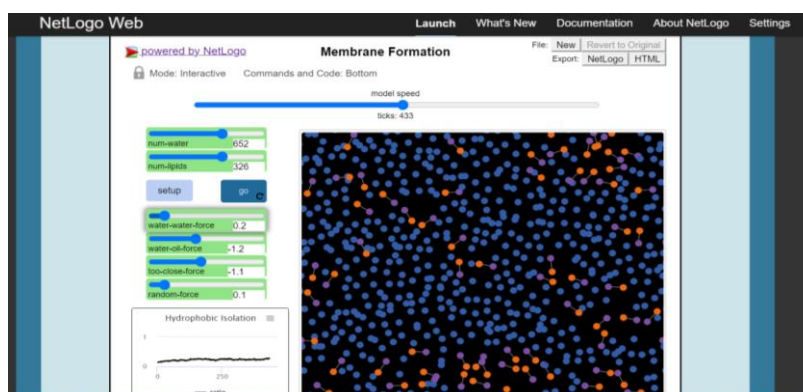 NetLogo Web Launch What's New Documentation About NetLogo Settings
powered by NetLogo Membrane Formation File: New Revert to Original
Export: NetLogo HTML
Mode: Interactive Commands and Code: Bottom
model speed
ticks: 433
num-water 652
num-lipids 326
setup go
water-water-force 0.2
water-oil-force -1.2
too-close-force -1.1
random-force 0.1
Hydrophobic Isolation
1
0
0 250
ratio